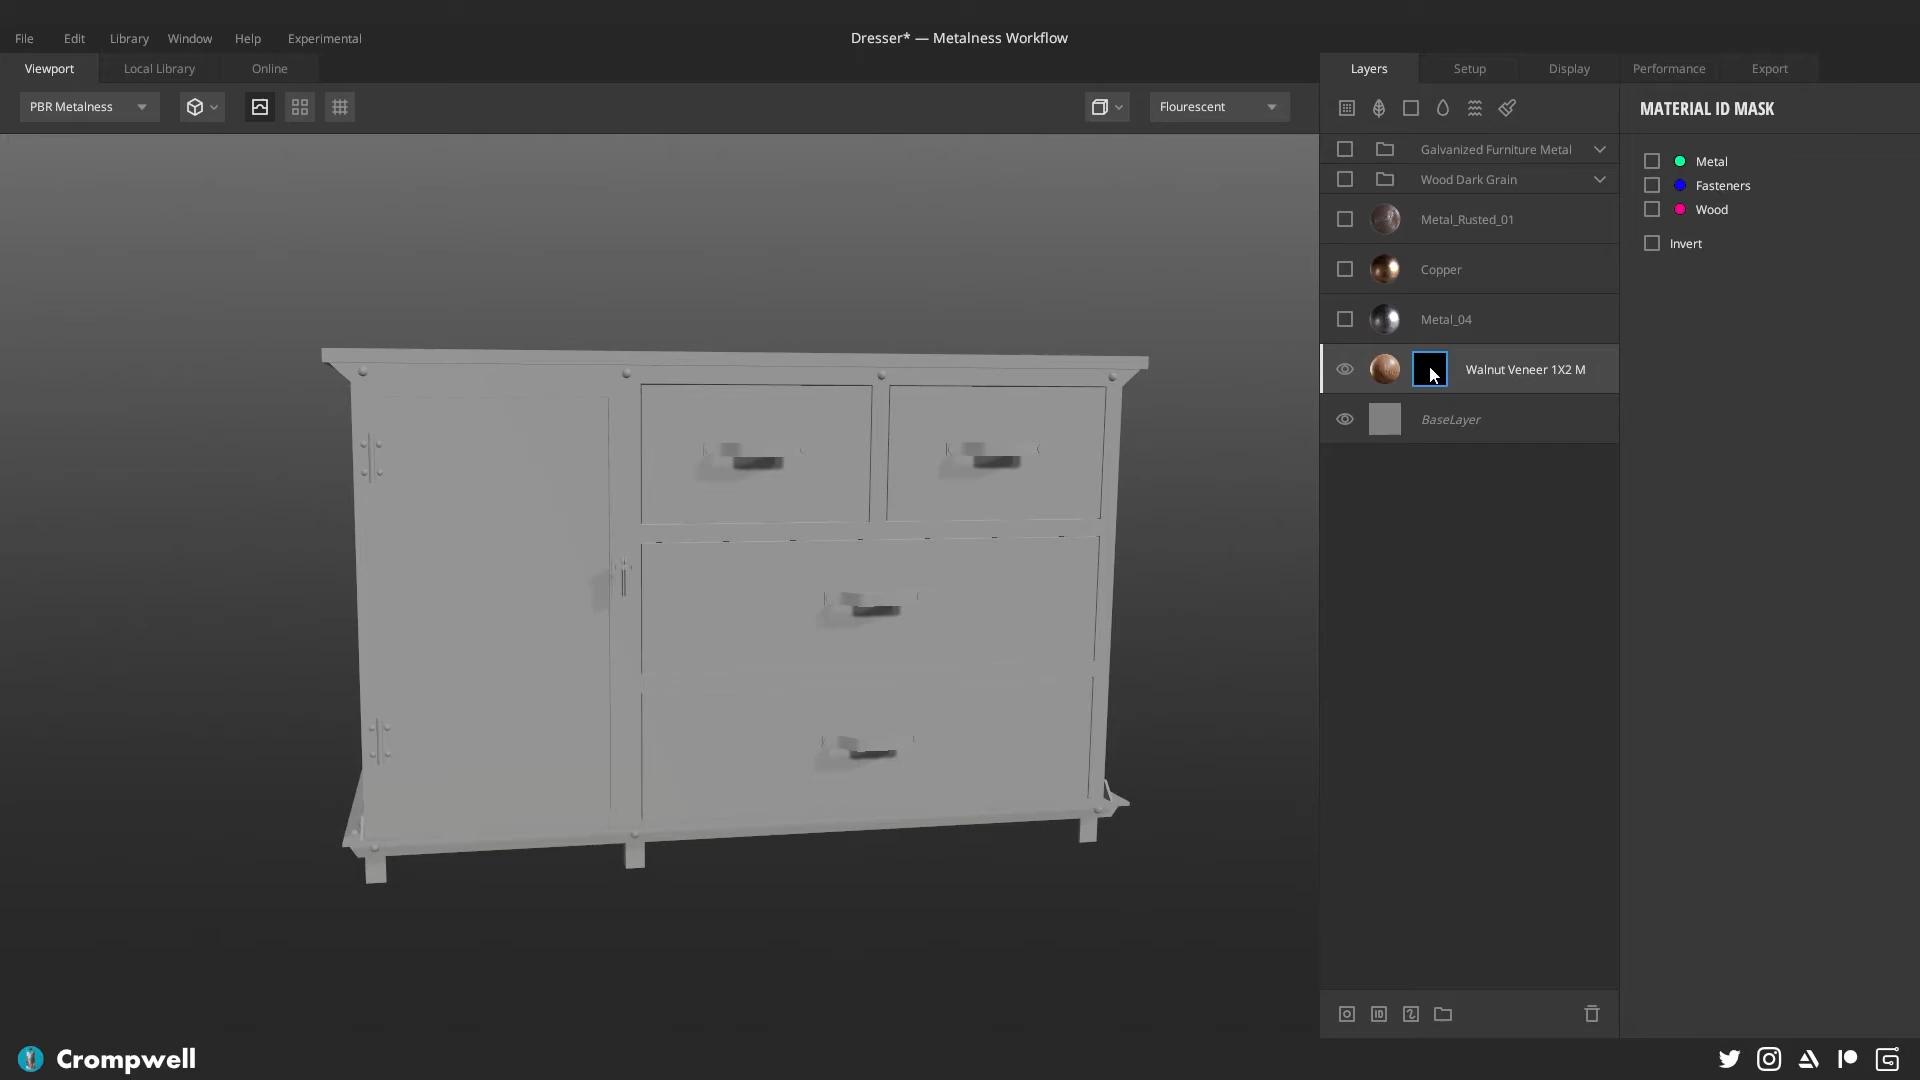 Dresser* — Metalness Workflow
File Edit Library Window Help Experimental
Viewport Local Library Online
Layers Setup Display Performance Export
PBR Metalness
Flourescent
MATERIAL ID MASK
Galvanized Furniture Metal
Wood Dark Grain
Metal_Rusted_01
Copper
Metal_04
Walnut Veneer 1X2 M
BaseLayer
Metal
Fasteners
Wood
Invert
ID
Crompwell